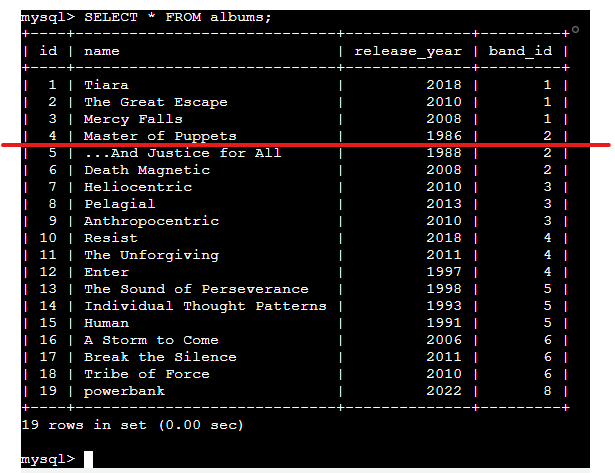 mysql> SELECT * FROM albums;
+----+----------------------------+--------------+---------+
| id | name                       | release_year | band_id |
+----+----------------------------+--------------+---------+
|  1 | Tiara                      |         2018 |       1 |
|  2 | The Great Escape           |         2010 |       1 |
|  3 | Mercy Falls                |         2008 |       1 |
|  4 | Master of Puppets          |         1986 |       2 |
|  5 | ...And Justice for All     |         1988 |       2 |
|  6 | Death Magnetic             |         2008 |       2 |
|  7 | Heliocentric               |         2010 |       3 |
|  8 | Pelagial                   |         2013 |       3 |
|  9 | Anthropocentric            |         2010 |       3 |
| 10 | Resist                     |         2018 |       4 |
| 11 | The Unforgiving            |         2011 |       4 |
| 12 | Enter                      |         1997 |       4 |
| 13 | The Sound of Perseverance  |         1998 |       5 |
| 14 | Individual Thought Patterns |         1993 |       5 |
| 15 | Human                      |         1991 |       5 |
| 16 | A Storm to Come            |         2006 |       6 |
| 17 | Break the Silence          |         2011 |       6 |
| 18 | Tribe of Force             |         2010 |       6 |
| 19 | powerbank                  |         2022 |       8 |
+----+----------------------------+--------------+---------+
19 rows in set (0.00 sec)
mysql>